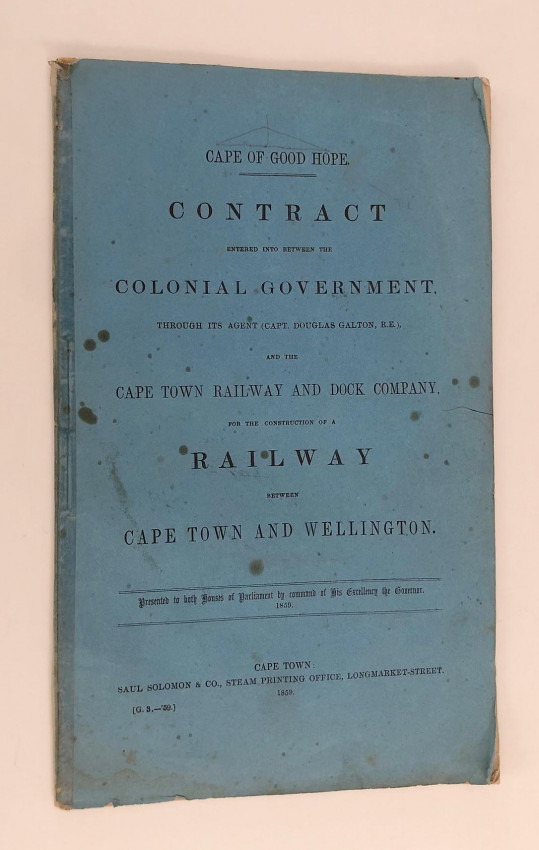 CAPE OF GOOD HOPE.
CONTRACT
ENTERED INTO BETWEEN THE
COLONIAL GOVERNMENT,
THROUGH ITS AGENT (CAPT. DOUGLAS GALTON, R.E.),
AND THE
CAPE TOWN RAILWAY AND DOCK COMPANY,
FOR THE CONSTRUCTION OF A
RAILWAY
BETWEEN
CAPE TOWN AND WELLINGTON.
Presented to both Houses of Parliament by command of His Excellency the Governor.
1859.
CAPE TOWN:
SAUL SOLOMON & CO., STEAM PRINTING OFFICE, LONGMARKET-STREET.
1859.
[G. 3.—'59.]